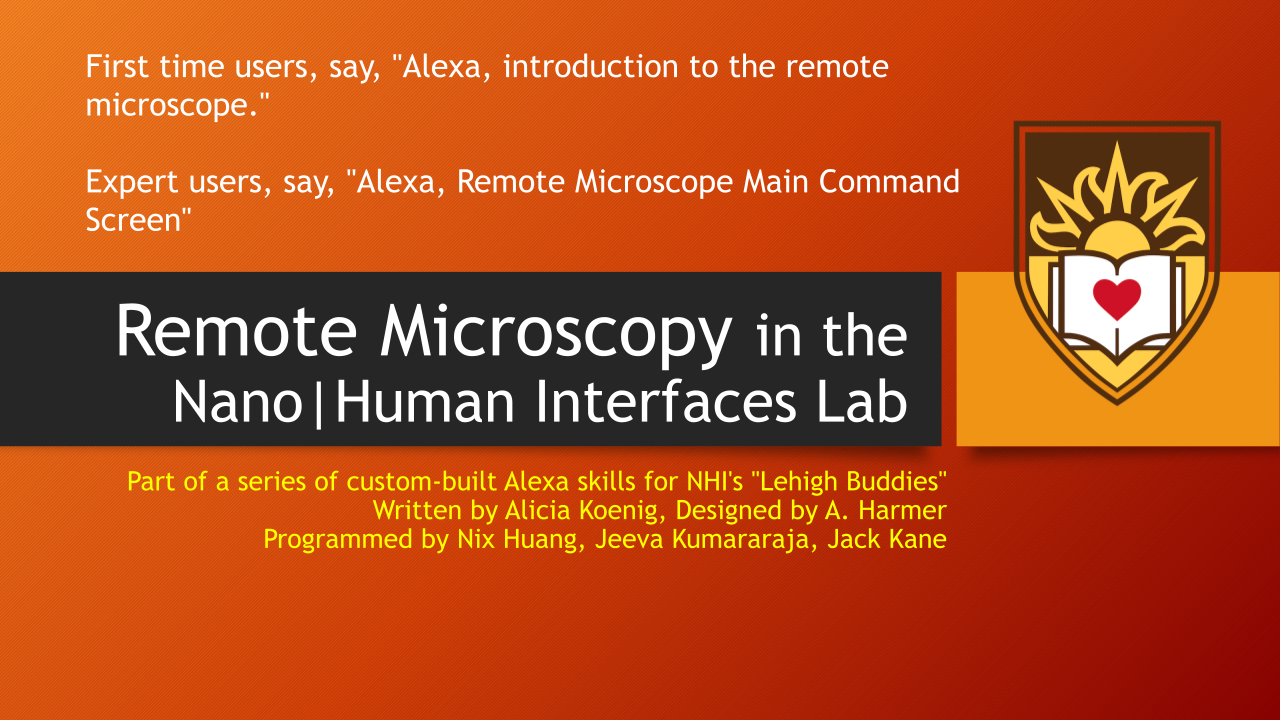 First time users, say, "Alexa, introduction to the remote
microscope."
Expert users, say, "Alexa, Remote Microscope Main Command
Screen"
Remote Microscopy in the
Nano|Human Interfaces Lab
Part of a series of custom-built Alexa skills for NHI's "Lehigh Buddies"
Written by Alicia Koenig, Designed by A. Harmer
Programmed by Nix Huang, Jeeva Kumararaja, Jack Kane